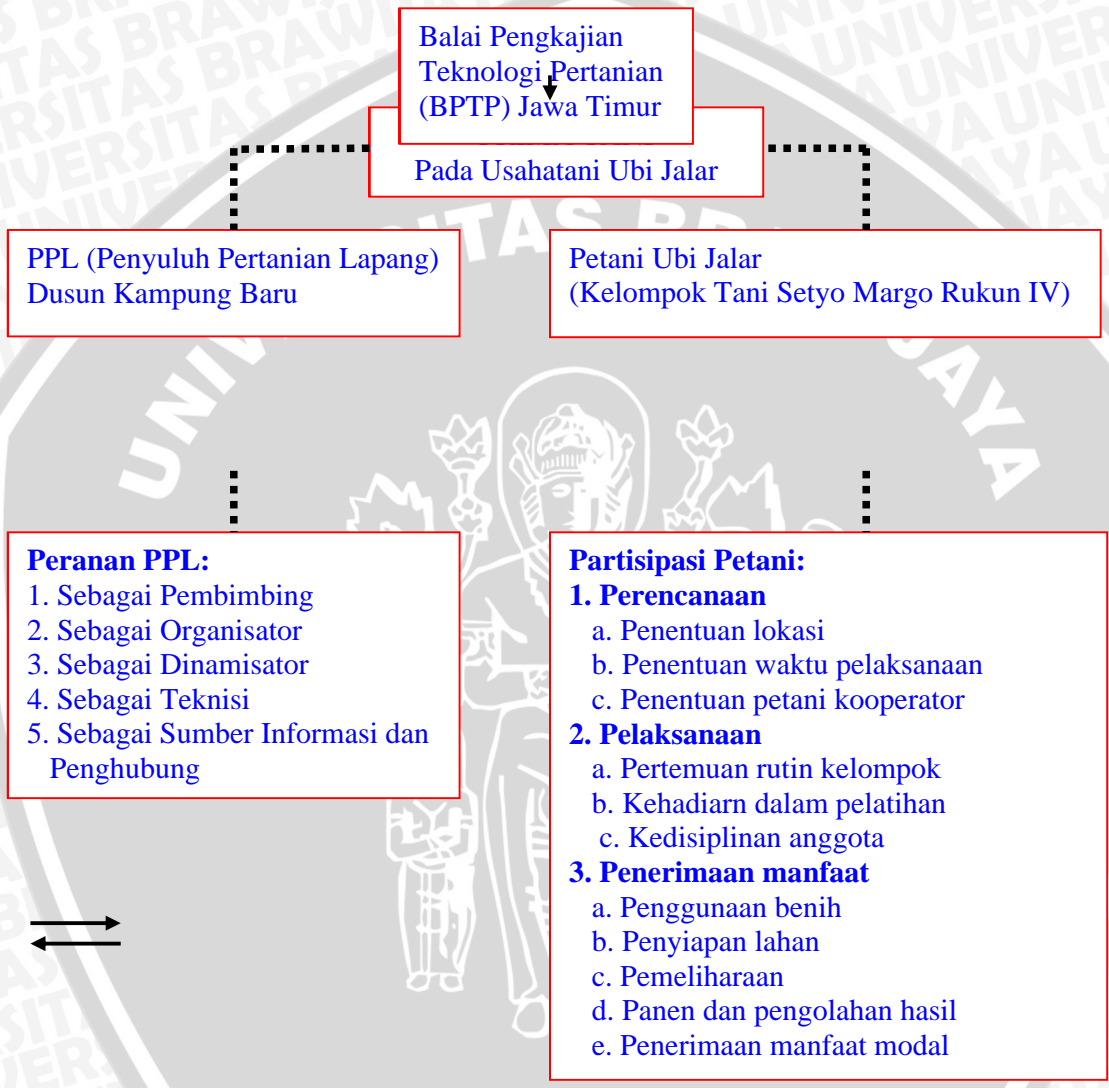 Balai Pengkajian
Teknologi Pertanian
(BPTP) Jawa Timur
Pada Usahatani Ubi Jalar
PPL (Penyuluh Pertanian Lapang)
Dusun Kampung Baru
Petani Ubi Jalar
(Kelompok Tani Setyo Margo Rukun IV)
Peranan PPL:
1. Sebagai Pembimbing
2. Sebagai Organisator
3. Sebagai Dinamisator
4. Sebagai Teknisi
5. Sebagai Sumber Informasi dan
Penghubung
Partisipasi Petani:
1. Perencanaan
a. Penentuan lokasi
b. Penentuan waktu pelaksanaan
c. Penentuan petani kooperator
2. Pelaksanaan
a. Pertemuan rutin kelompok
b. Kehadiarn dalam pelatihan
c. Kedisiplinan anggota
3. Penerimaan manfaat
a. Penggunaan benih
b. Penyiapan lahan
c. Pemeliharaan
d. Panen dan pengolahan hasil
e. Penerimaan manfaat modal